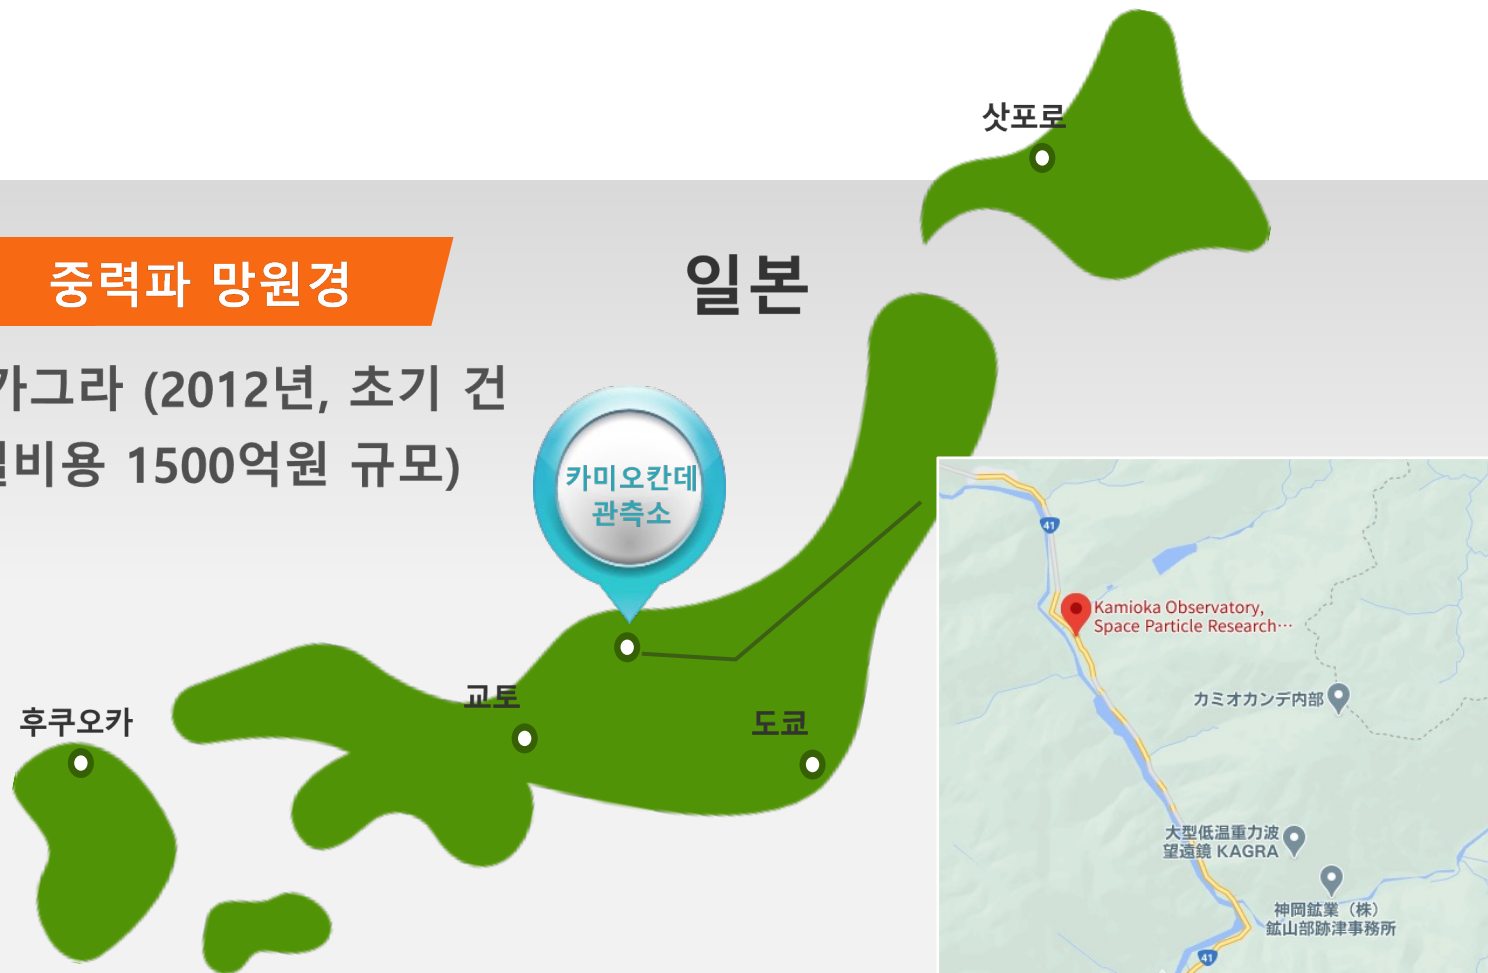 삿포로
중력파 망원경
일본
카그라 (2012년, 초기 건
비용 1500억원 규모)
카미오칸데
관측소
41
Kamioka Observatory,
Space Particle Research…
カミオカンデ内部
교토
도쿄
후쿠오카
大型低温重力波
望遠鏡 KAGRA
神岡鉱業（株）
鉱山部跡津事務所
41